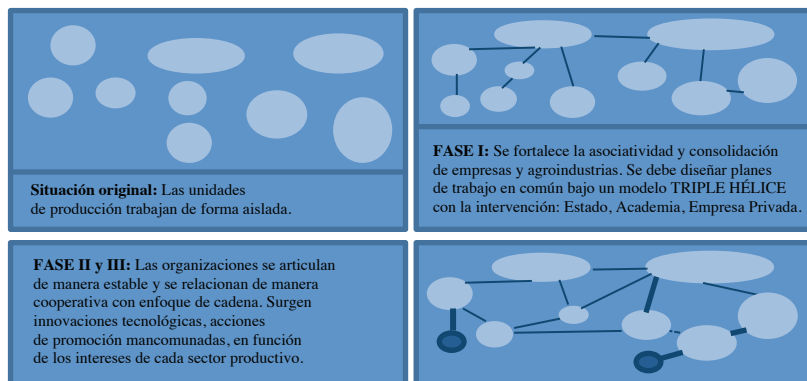 Situación original: Las unidades
de producción trabajan de forma aislada.
FASE I: Se fortalece la asociatividad y consolidación
de empresas y agroindustrias. Se debe diseñar planes
de trabajo en común bajo un modelo TRIPLE HÉLICE
con la intervención: Estado, Academia, Empresa Privada.
FASE II y III: Las organizaciones se articulan
de manera estable y se relacionan de manera
cooperativa con enfoque de cadena. Surgen
innovaciones tecnológicas, acciones
de promoción mancomunadas, en función
de los intereses de cada sector productivo.